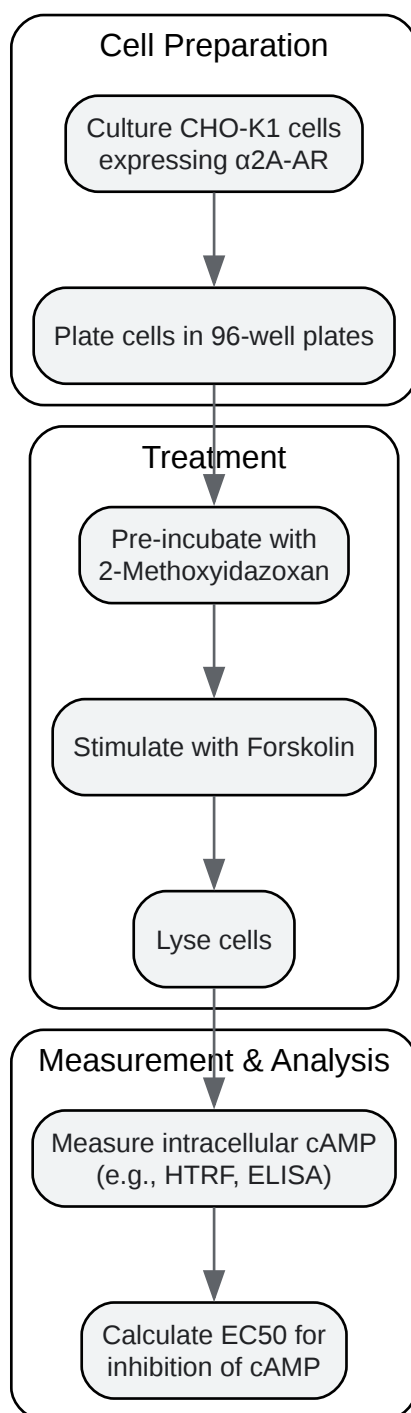 Cell Preparation
Culture CHO-K1 cells
expressing α2A-AR
Plate cells in 96-well plates
Treatment
Pre-incubate with
2-Methoxyidazoxan
Stimulate with Forskolin
Lyse cells
Measurement & Analysis
Measure intracellular cAMP
(e.g., HTRF, ELISA)
Calculate EC50 for
inhibition of cAMP